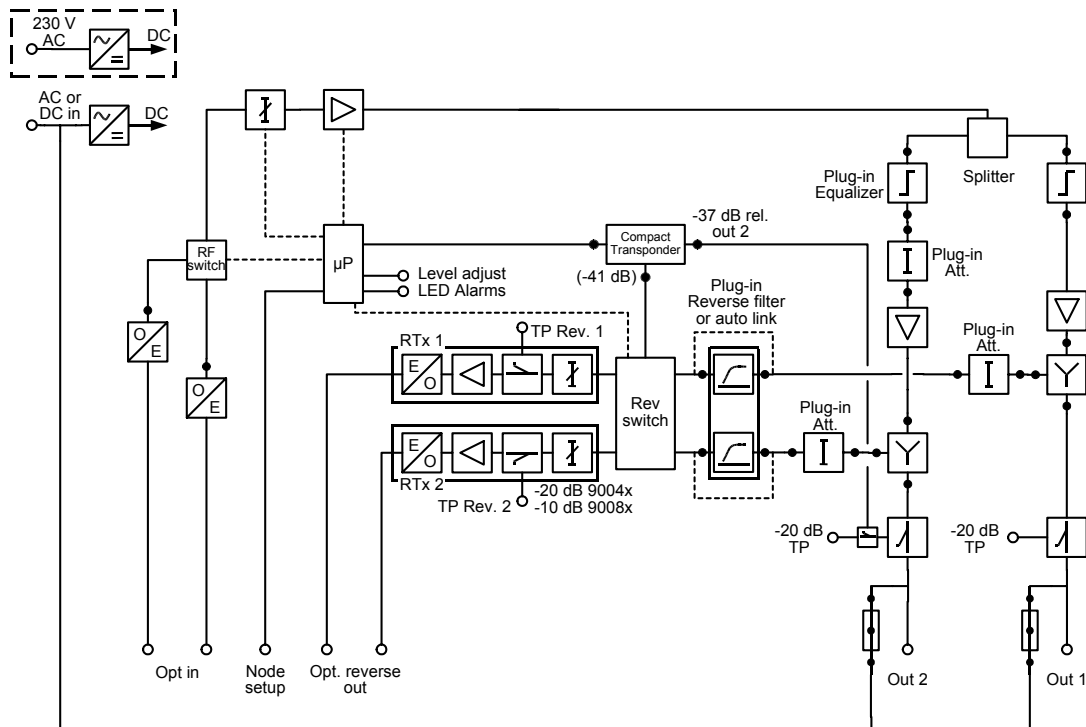 230 V
AC
DC
AC or
DC in
DC
Splitter
Plug-in
Equalizer
Plug-in
Att.
-37 dB rel.
out 2
Compact
Transponder
(-41 dB)
RF
switch
µP
Level adjust
LED Alarms
Plug-in
Reverse filter
or auto link
TP Rev. 1
RTx 1
Plug-in
Att.
O
E
E
O
O
E
Rev
switch
Plug-in
Att.
E
O
RTx 2
TP Rev. 2
-20 dB 9004x
-10 dB 9008x
-20 dB
TP
-20 dB
TP
Opt in
Node
setup
Opt. reverse
out
Out 2
Out 1